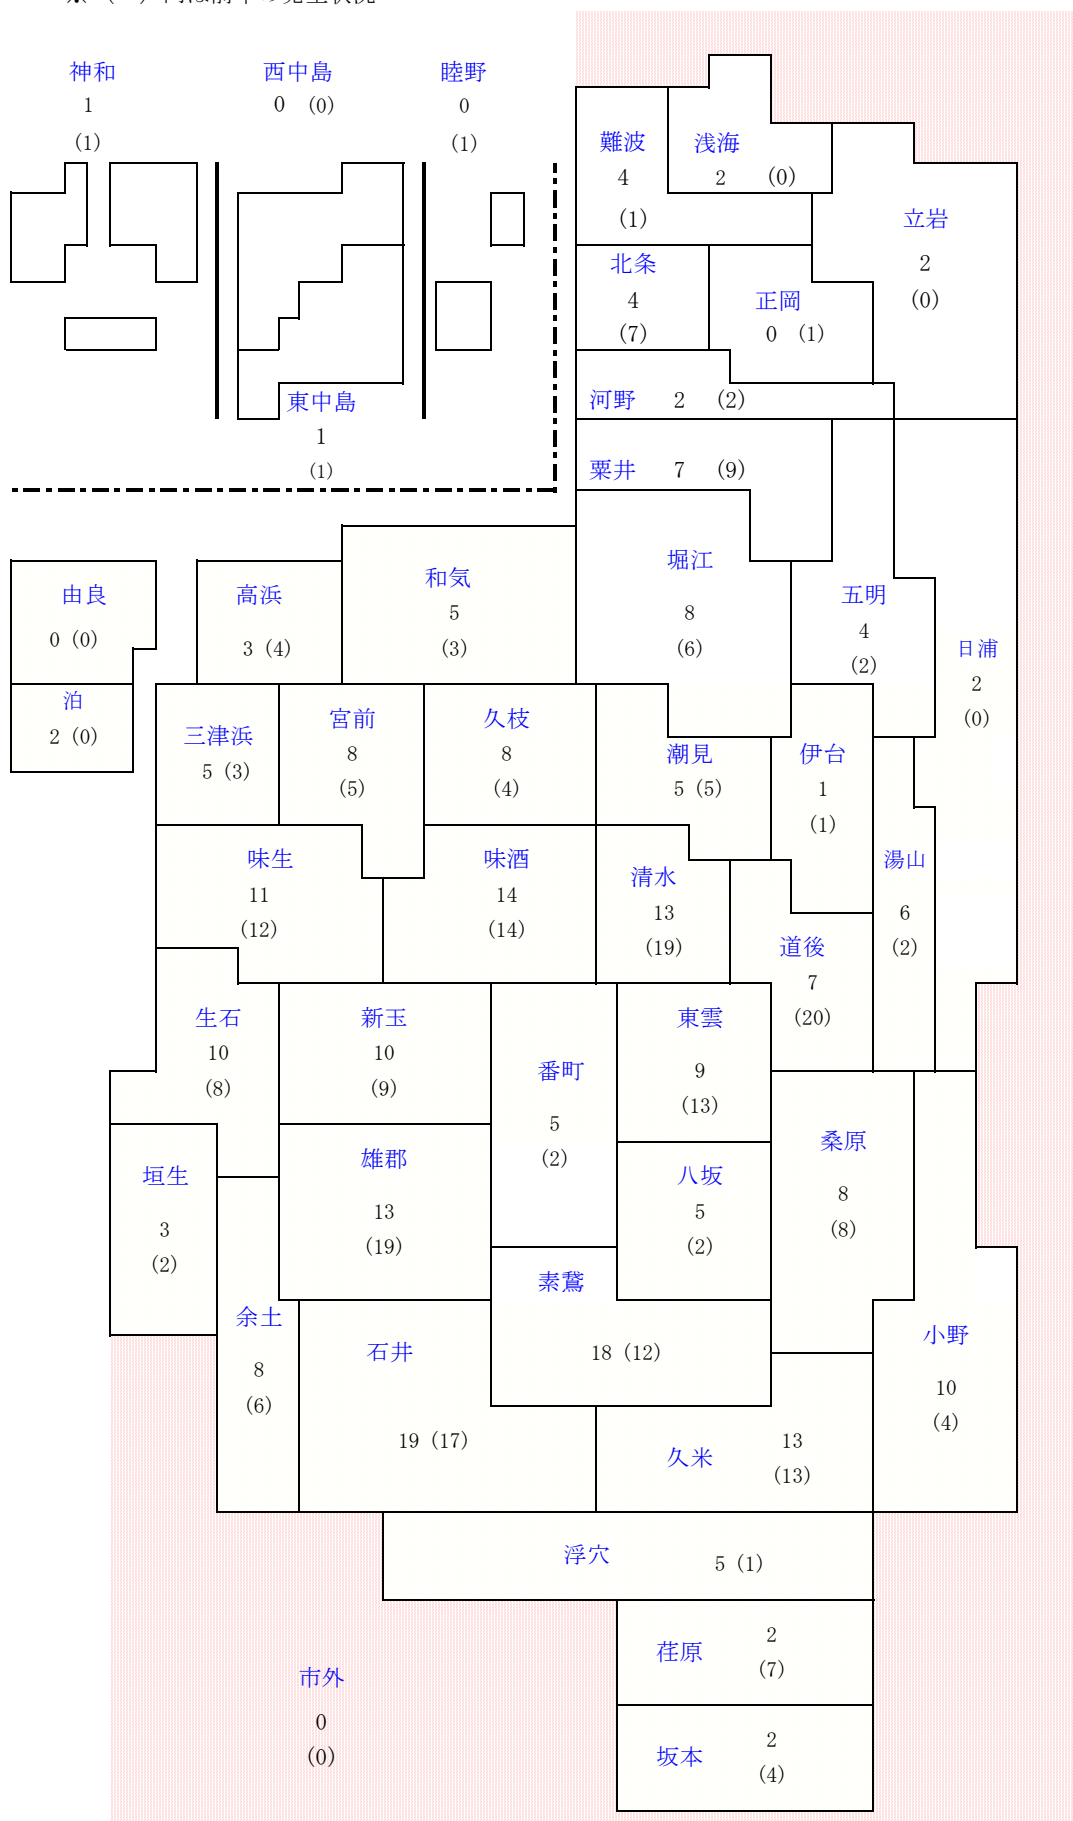 神和
1
(1)
西中島
0 (0)
睦野
0
(1)
難波
4
(1)
浅海
2 (0)
立岩
2
(0)
北条
4
(7)
正岡
0 (1)
河野 2 (2)
東中島
1
(1)
粟井 7 (9)
堀江
8
(6)
和気
5
(3)
高浜
3 (4)
由良
0 (0)
五明
4
(2)
日浦
2
(0)
泊
2 (0)
三津浜
5 (3)
宮前
8
(5)
久枝
8
(4)
潮見
5 (5)
伊台
1
(1)
味生
11
(12)
味酒
14
(14)
清水
13
(19)
湯山
6
(2)
道後
7
(20)
生石
10
(8)
新玉
10
(9)
番町
5
(2)
東雲
9
(13)
桑原
8
(8)
垣生
3
(2)
雄郡
13
(19)
八坂
5
(2)
素鵞
18 (12)
余土
8
(6)
石井
19 (17)
小野
10
(4)
久米
13
(13)
浮穴 5 (1)
荏原
2
(7)
市外
0
(0)
坂本
2
(4)